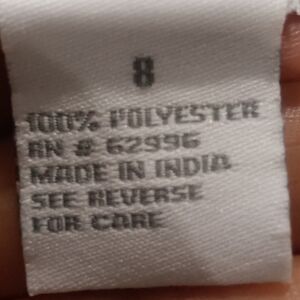 8
100% POLYESTER
RN # 62996
MADE IN INDIA
SEE REVERSE
FOR CARE